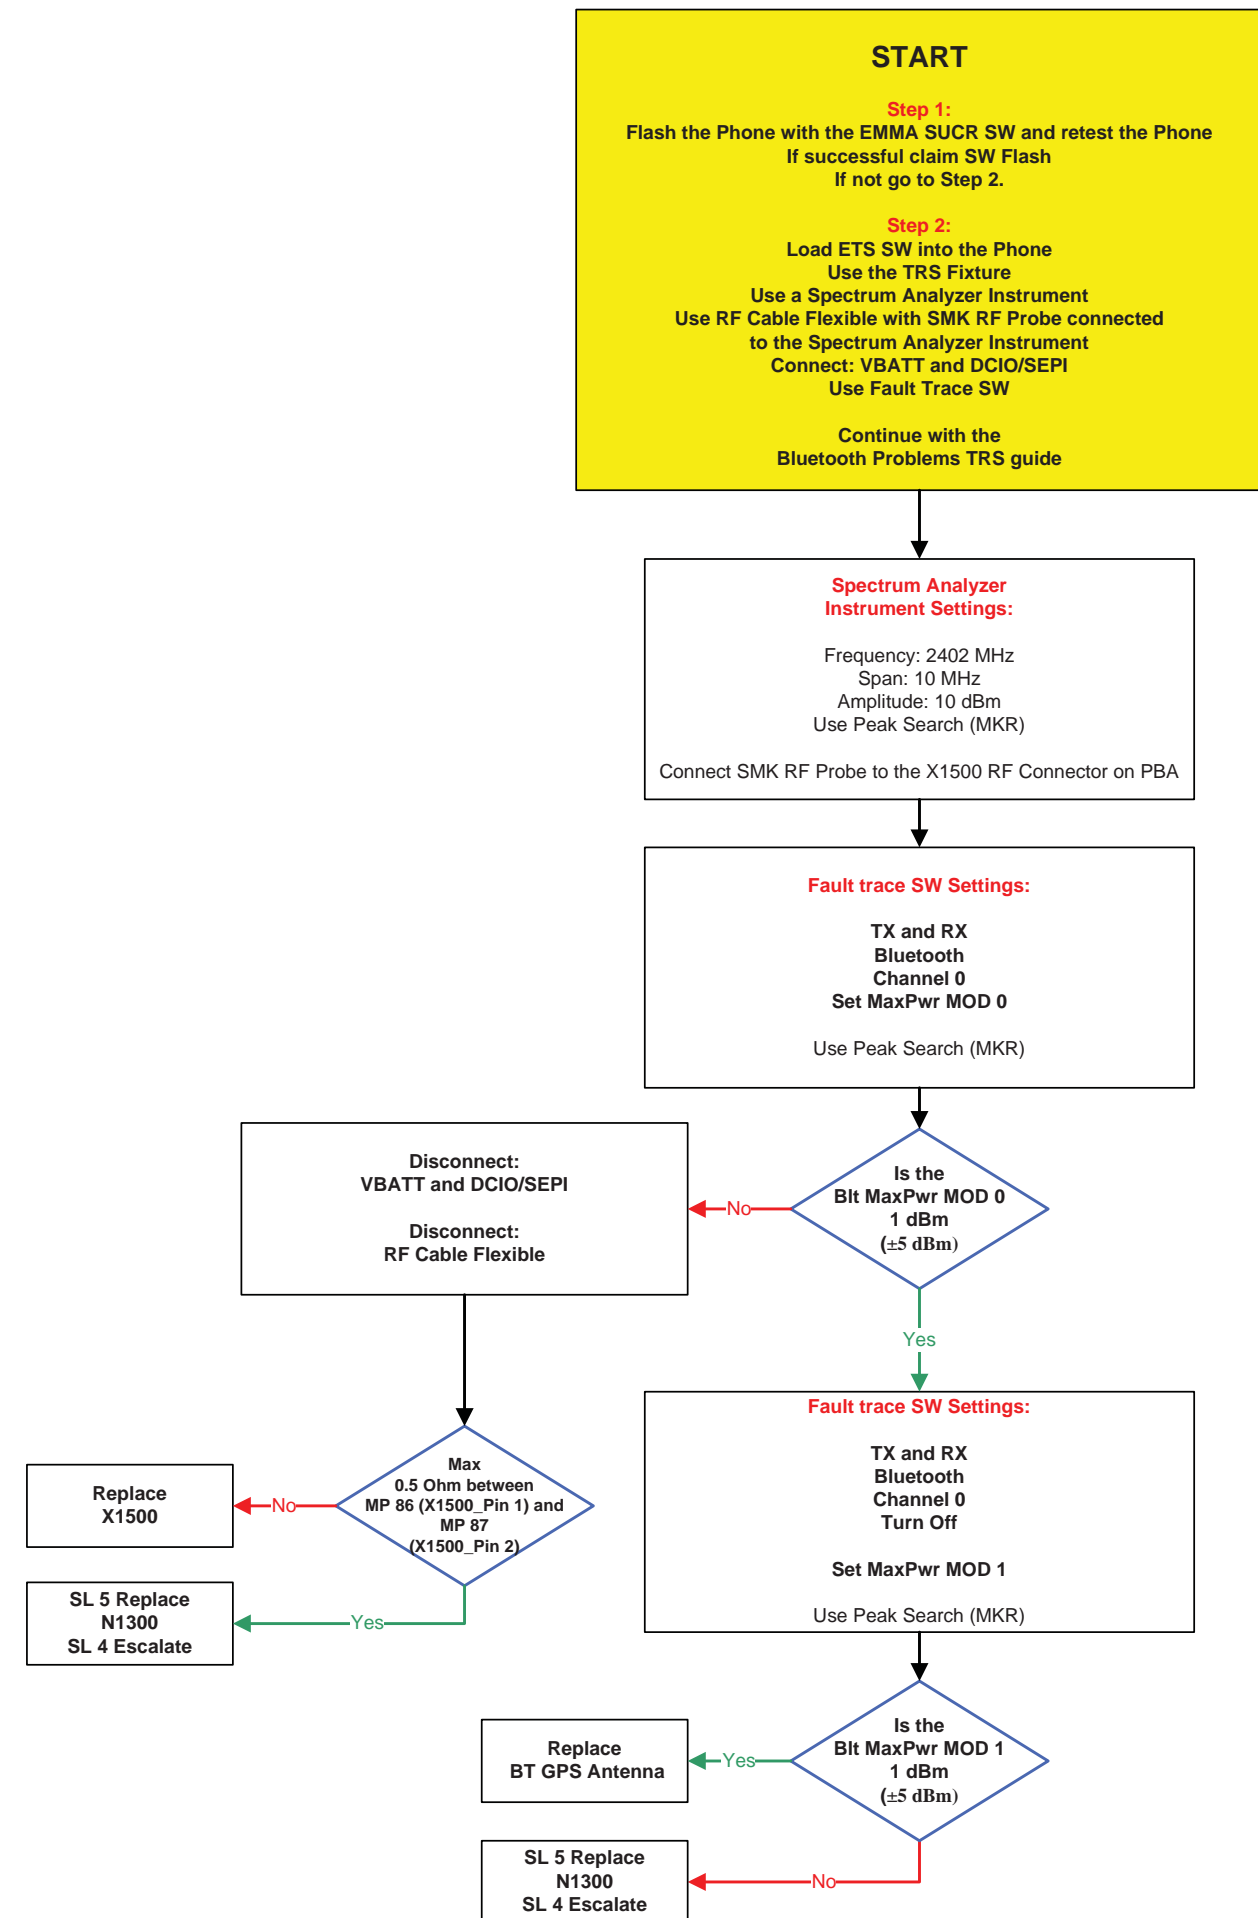 START
Step 1:
Flash the Phone with the EMMA SUCR SW and retest the Phone
If successful claim SW Flash
If not go to Step 2.
Step 2:
Load ETS SW into the Phone
Use the TRS Fixture
Use a Spectrum Analyzer Instrument
Use RF Cable Flexible with SMK RF Probe connected
to the Spectrum Analyzer Instrument
Connect: VBATT and DCIO/SEPI
Use Fault Trace SW
Continue with the
Bluetooth Problems TRS guide
Spectrum Analyzer
Instrument Settings:
Frequency: 2402 MHz
Span: 10 MHz
Amplitude: 10 dBm
Use Peak Search (MKR)
Connect SMK RF Probe to the X1500 RF Connector on PBA
Fault trace SW Settings:
TX and RX
Bluetooth
Channel 0
Set MaxPwr MOD 0
Use Peak Search (MKR)
Is the
Blt MaxPwr MOD 0
1 dBm
(±5 dBm)
No
Disconnect:
VBATT and DCIO/SEPI
Disconnect:
RF Cable Flexible
Yes
Max
0.5 Ohm between
MP 86 (X1500_Pin 1) and
MP 87
(X1500_Pin 2)
No
Replace
X1500
Yes
SL 5 Replace
N1300
SL 4 Escalate
Fault trace SW Settings:
TX and RX
Bluetooth
Channel 0
Turn Off
Set MaxPwr MOD 1
Use Peak Search (MKR)
Is the
Blt MaxPwr MOD 1
1 dBm
(±5 dBm)
Yes
Replace
BT GPS Antenna
No
SL 5 Replace
N1300
SL 4 Escalate